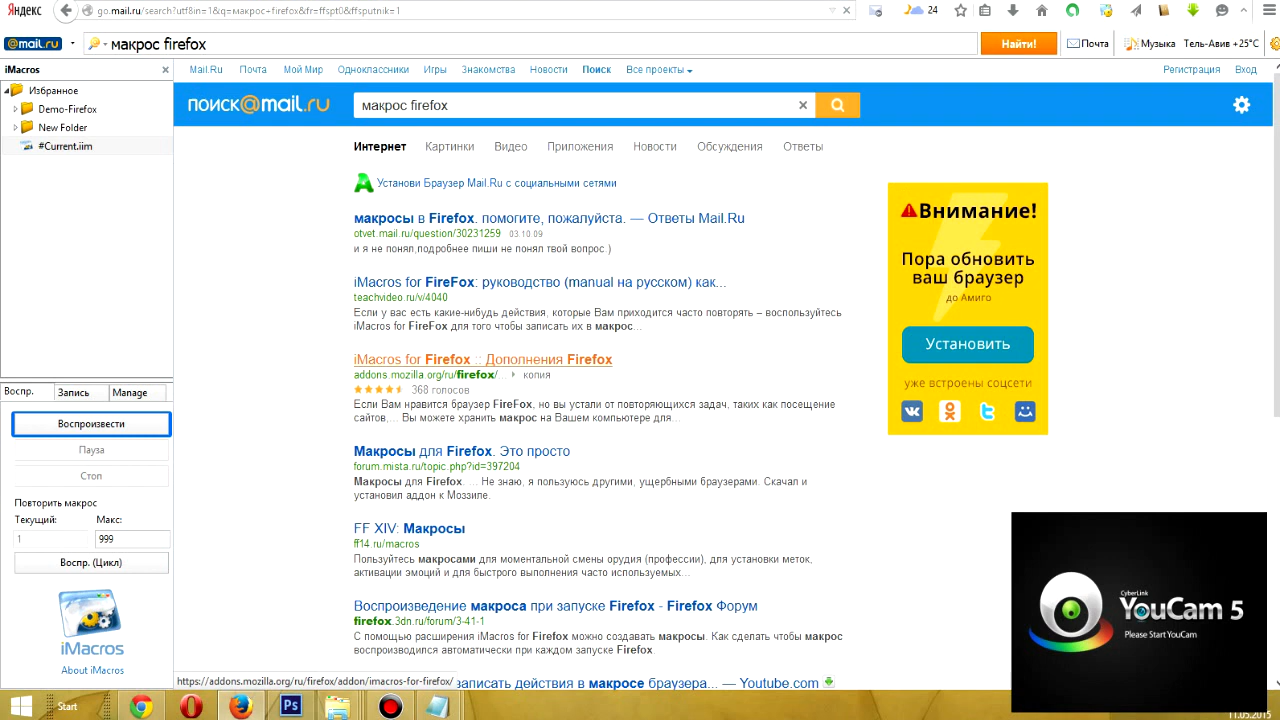 Яндекс
go.mail.ru/search?utf8in=1&q=макрос+firefox&fr=ffspt0&ffsputnik=1
24
@mail.ru
макрос firefox
Найти!
Почта
Музыка
Тель-Авив +25°C
iMacros
Избранное
Demo-Firefox
New Folder
#Current.iim
Воспр.
Запись
Manage
Воспроизвести
Пауза
Стоп
Повторить макрос
Текущий:
Макс:
1
999
Воспр. (Цикл)
iMacros
About iMacros
Mail.Ru
Почта
Мой Мир
Одноклассники
Игры
Знакомства
Новости
Поиск
Все проекты
Регистрация
Вход
поиск@mail.ru
макрос firefox
Интернет
Картинки
Видео
Приложения
Новости
Обсуждения
Ответы
Установи Браузер Mail.Ru с социальными сетями
макросы в Firefox. помогите, пожалуйста. — Ответы Mail.Ru
otvet.mail.ru/question/30231259 03.10.09
и я не понял,подробнее пиши не понял твой вопрос.)
iMacros for FireFox: руководство (manual на русском) как...
teachvideo.ru/v/4040
Если у вас есть какие-нибудь действия, которые Вам приходится часто повторять – воспользуйтесь
iMacros for FireFox для того чтобы записать их в макрос...
iMacros for Firefox :: Дополнения Firefox
addons.mozilla.org/ru/firefox/... копия
368 голосов
Если Вам нравится браузер FireFox, но вы устали от повторяющихся задач, таких как посещение
сайтов,... Вы можете хранить макрос на Вашем компьютере для...
Макросы для Firefox. Это просто
forum.mista.ru/topic.php?id=397204
Макросы для Firefox. ... Не знаю, я пользуюсь другими, ущербными браузерами. Скачал и
установил аддон к Мозиле.
FF XIV: Макросы
ff14.ru/macros
Пользуйтесь макросами для моментальной смены орудия (профессии), для установки меток,
активации эмоций и для быстрого выполнения часто используемых...
Воспроизведение макроса при запуске Firefox - Firefox Форум
firefox.3dn.ru/forum/3-41-1
С помощью расширения iMacros for Firefox можно создавать макросы. Как сделать чтобы макрос
воспроизводился автоматически при каждом запуске Firefox.
https://addons.mozilla.org/ru/firefox/addon/imacros-for-firefox/
записать действия в макросе браузера... — Youtube.com
Внимание!
Пора обновить
ваш браузер
до Амиго
Установить
уже встроены соцсети
CyberLink
YouCam 5
Please Start YouCam
Start
Ps
11.05.2015